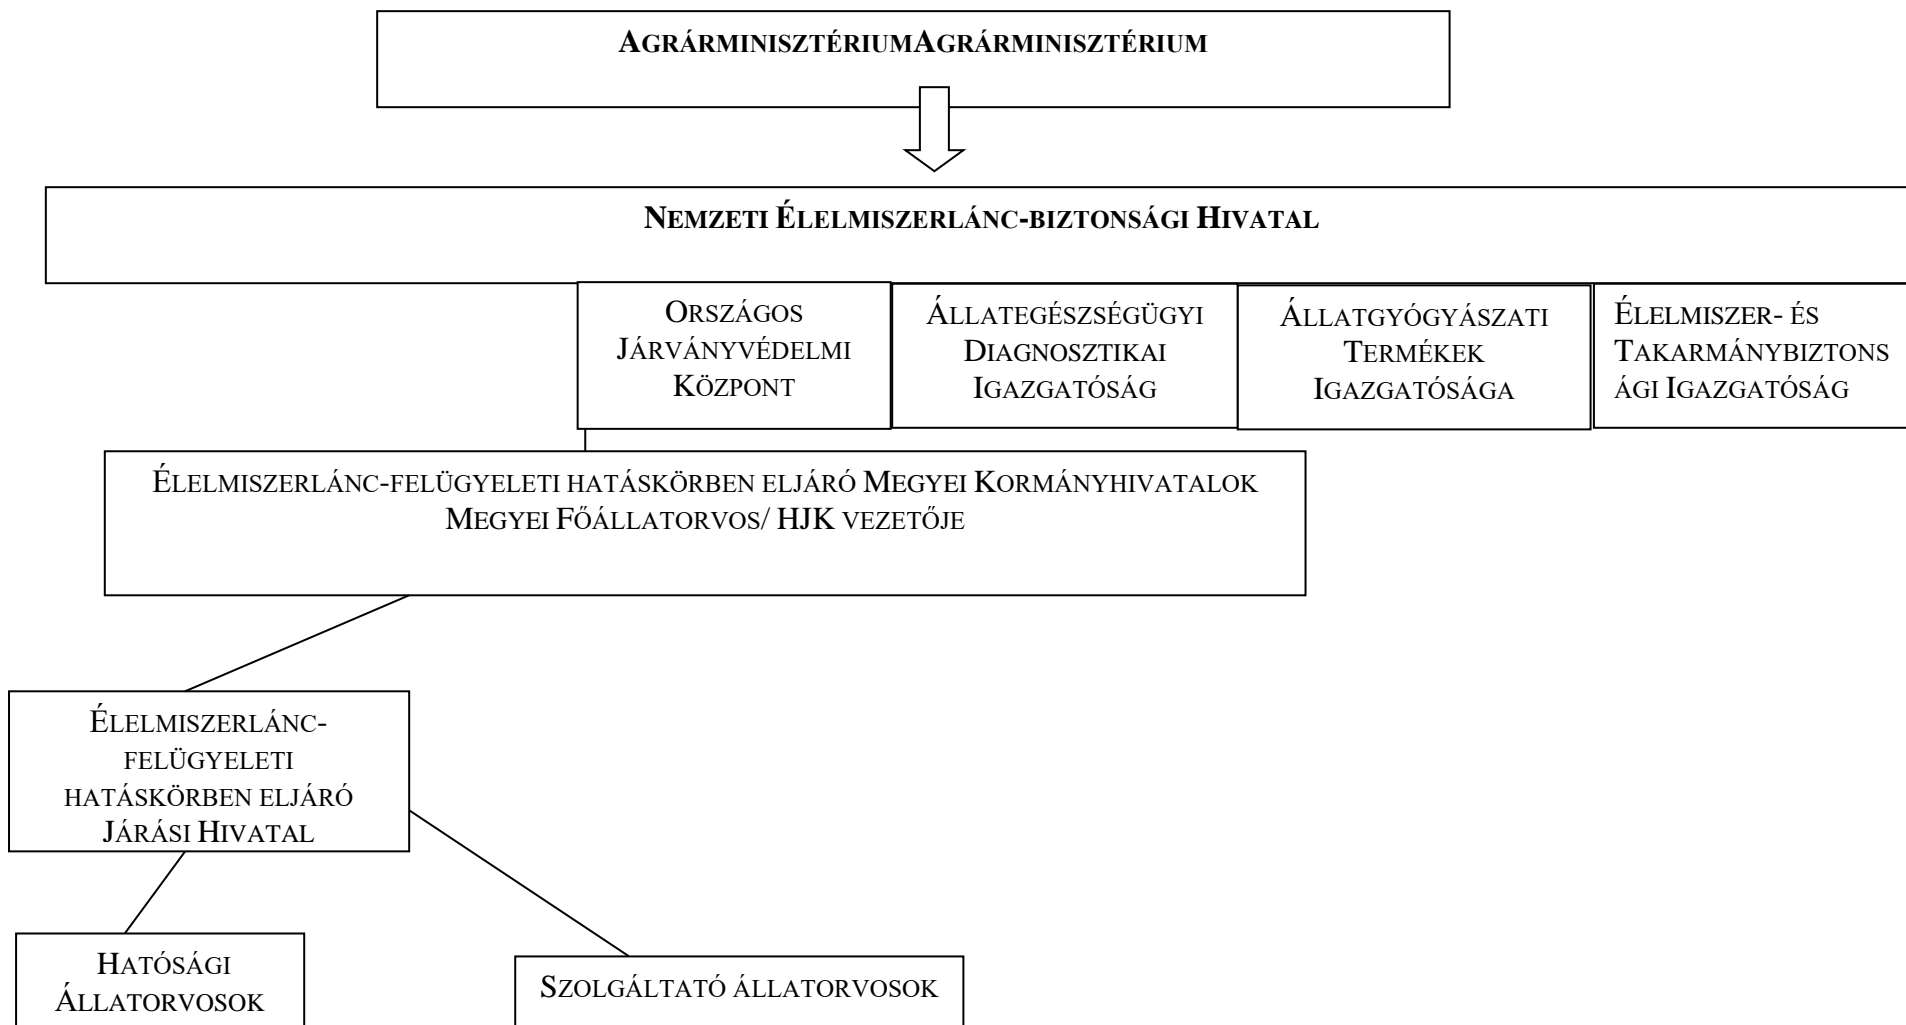 AGRÁRMINISZTÉRIUMAGRÁRMINISZTÉRIUM
NEMZETI ÉLELMISZERLÁNC-BIZTONSÁGI HIVATAL
ORSZÁGOS
JÁRVÁNYVÉDELMI
KÖZPONT
ÁLLATEGÉSZSÉGÜGYI
DIAGNOSZTIKAI
IGAZGATÓSÁG
ÁLLATGYÓGYÁSZATI
TERMÉKEK
IGAZGATÓSÁGA
ÉLELMISZER- ÉS
TAKARMÁNYBIZTONS
ÁGI IGAZGATÓSÁG
ÉLELMISZERLÁNC-FELÜGYELETI HATÁSKÖRBEN ELJÁRÓ MEGYEI KORMÁNYHIVATALOK
MEGYEI FŐÁLLATORVOS/ HJK VEZETŐJE
ÉLELMISZERLÁNC-
FELÜGYELETI
HATÁSKÖRBEN ELJÁRÓ
JÁRÁSI HIVATAL
HATÓSÁGI
ÁLLATORVOSOK
SZOLGÁLTATÓ ÁLLATORVOSOK